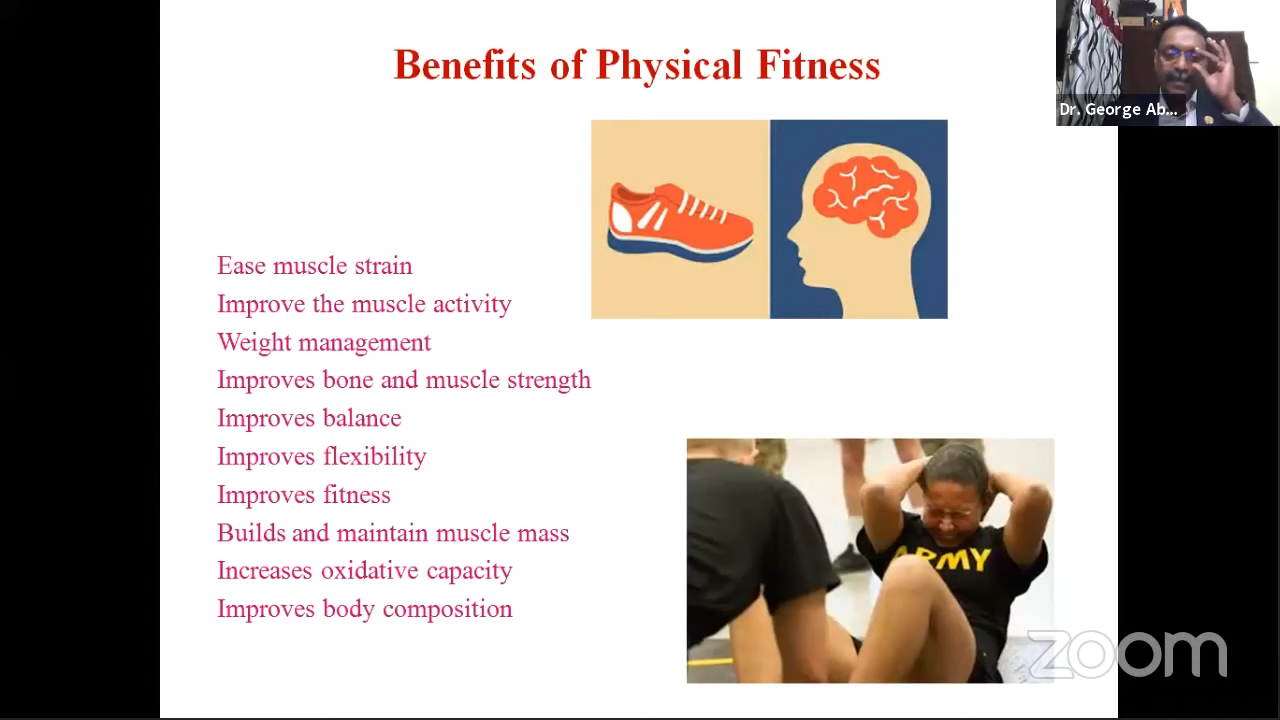 Benefits of Physical Fitness
Dr. George Ab...
Ease muscle strain
Improve the muscle activity
Weight management
Improves bone and muscle strength
Improves balance
Improves flexibility
Improves fitness
Builds and maintain muscle mass
Increases oxidative capacity
Improves body composition
ARMY
zoom